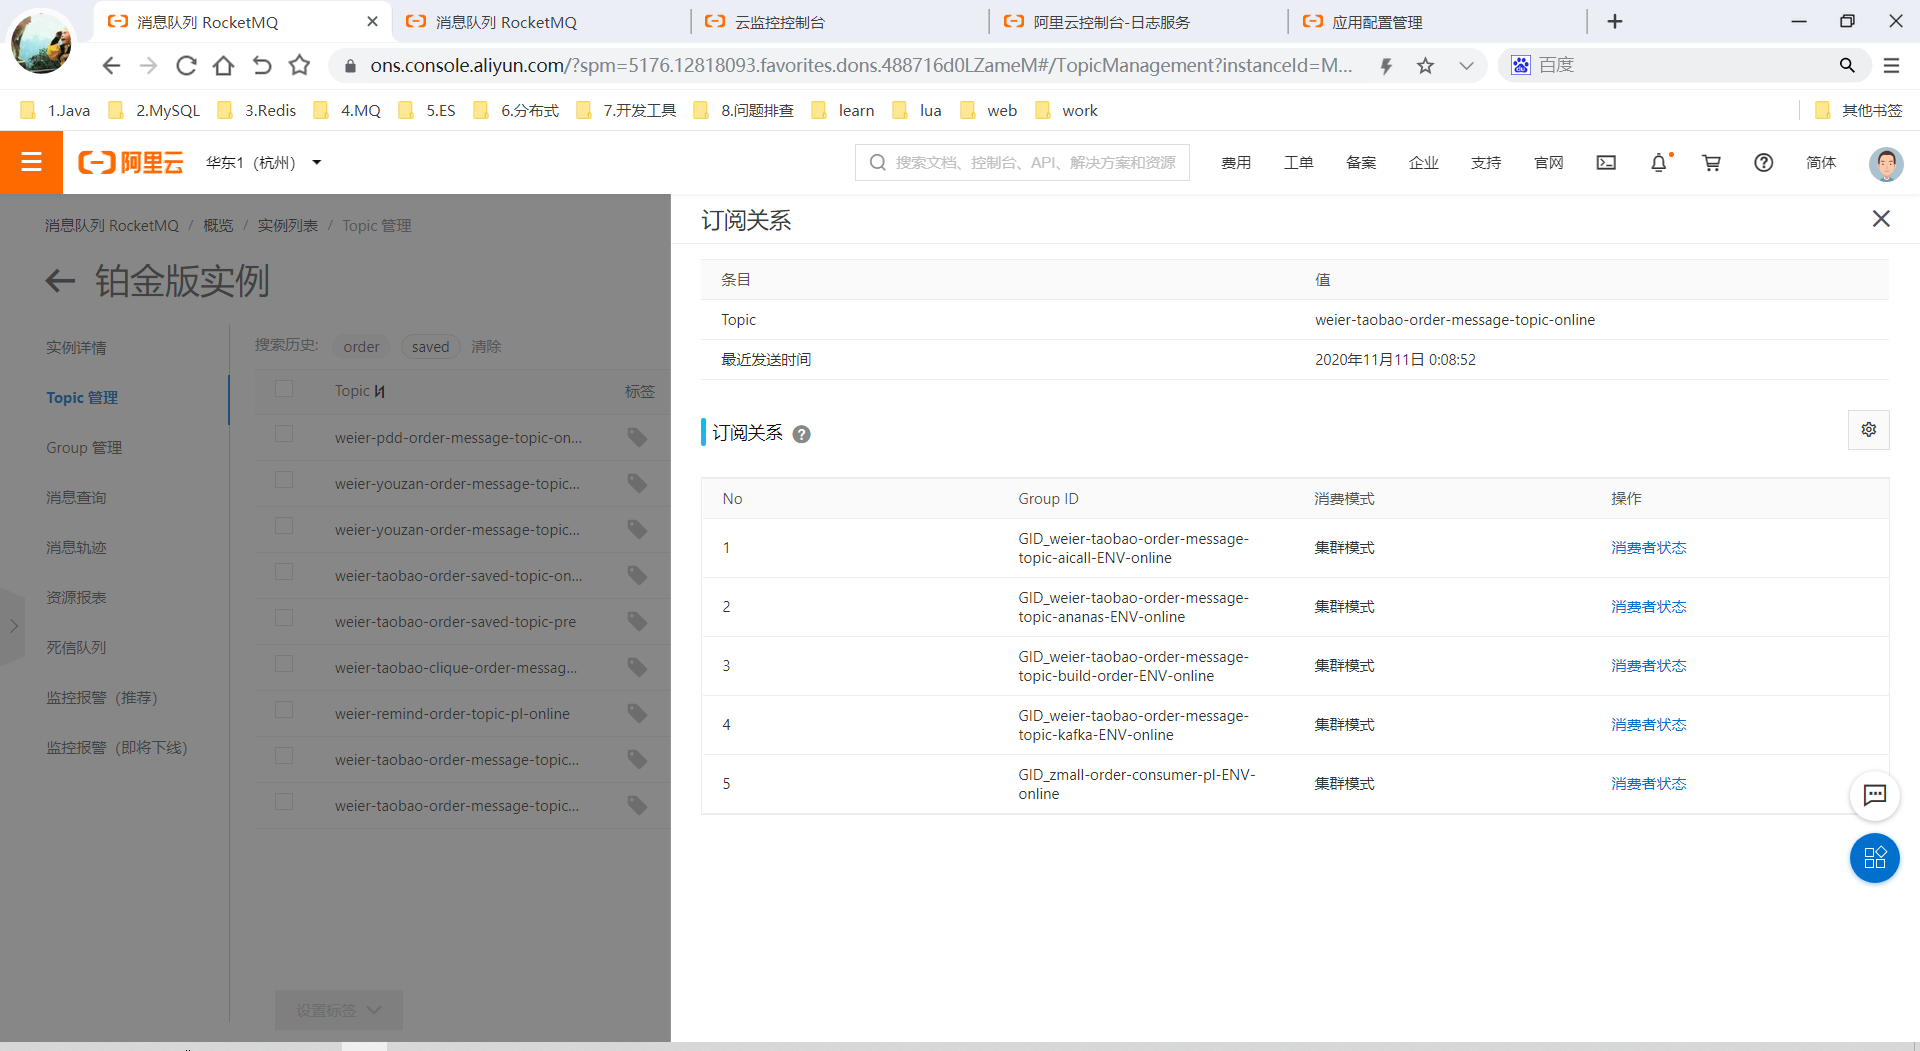 消息队列 RocketMQ
消息队列 RocketMQ
云监控控制台
阿里云控制台-日志服务
应用配置管理
ons.console.aliyun.com/?spm=5176.12818093.favorites.dons.488716d0LZameM#/TopicManagement?instanceId=M...
百度
1.Java
2.MySQL
3.Redis
4.MQ
5.ES
6.分布式
7.开发工具
8.问题排查
learn
lua
web
work
其他书签
阿里云
华东1（杭州）
搜索文档、控制台、API、解决方案和资源
费用
工单
备案
企业
支持
官网
简体
消息队列 RocketMQ / 概览 / 实例列表 / Topic 管理
铂金版实例
实例详情
Topic 管理
Group 管理
消息查询
消息轨迹
资源报表
死信队列
监控报警（推荐）
监控报警（即将下线）
搜索历史: order saved 清除
Topic 标签
weier-pdd-order-message-topic-on...
weier-youzan-order-message-topic...
weier-youzan-order-message-topic...
weier-taobao-order-saved-topic-on...
weier-taobao-order-saved-topic-pre
weier-taobao-clique-order-messag...
weier-remind-order-topic-pl-online
weier-taobao-order-message-topic...
weier-taobao-order-message-topic...
设置标签
订阅关系
条目 值
Topic weier-taobao-order-message-topic-online
最近发送时间 2020年11月11日 0:08:52
订阅关系
No Group ID 消费模式 操作
1 GID_weier-taobao-order-message-
topic-aicall-ENV-online 集群模式 消费者状态
2 GID_weier-taobao-order-message-
topic-ananas-ENV-online 集群模式 消费者状态
3 GID_weier-taobao-order-message-
topic-build-order-ENV-online 集群模式 消费者状态
4 GID_weier-taobao-order-message-
topic-kafka-ENV-online 集群模式 消费者状态
5 GID_zmall-order-consumer-pl-ENV-
online 集群模式 消费者状态